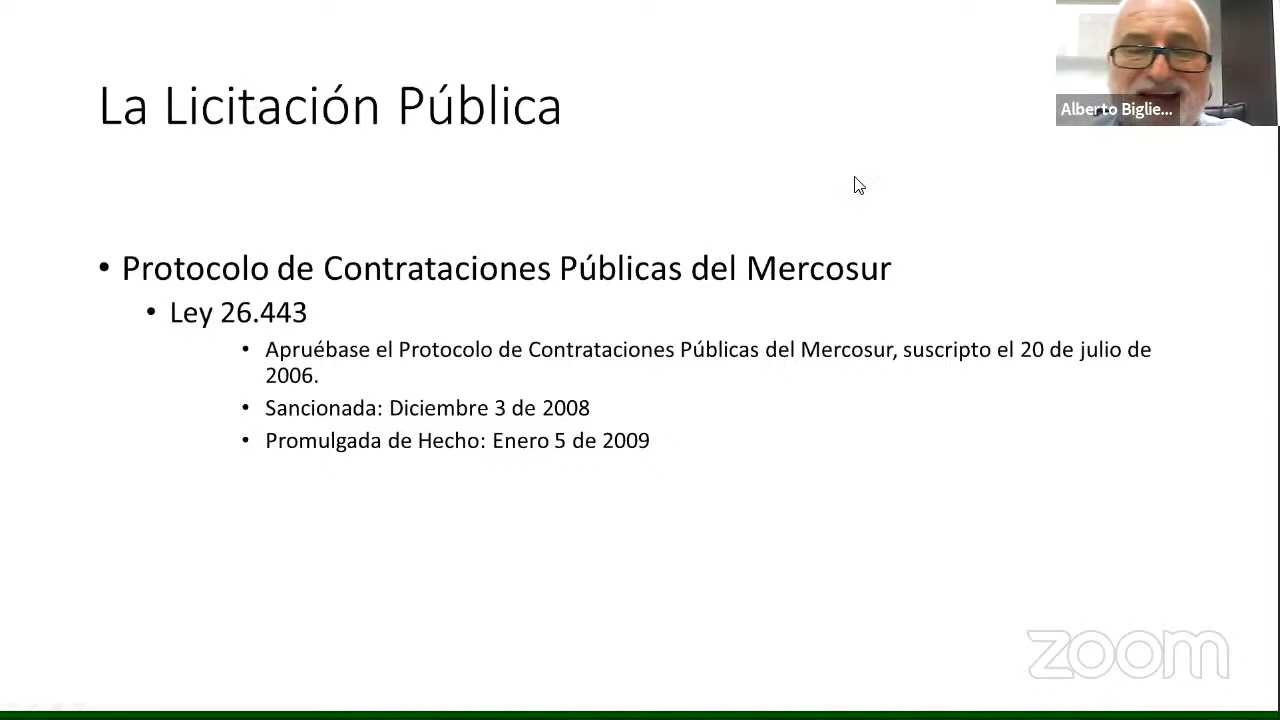 La Licitación Pública
Alberto Biglie...
• Protocolo de Contrataciones Públicas del Mercosur
• Ley 26.443
• Apruébase el Protocolo de Contrataciones Públicas del Mercosur, suscripto el 20 de julio de
2006.
• Sancionada: Diciembre 3 de 2008
• Promulgada de Hecho: Enero 5 de 2009
zoom